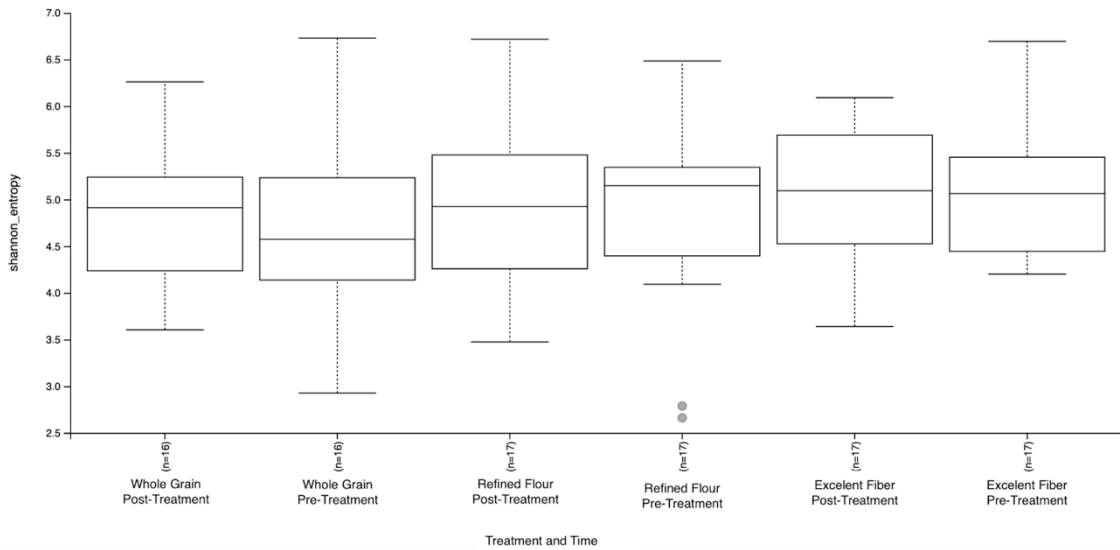 7.0
6.5
6.0
5.5
5.0
4.5
4.0
3.5
3.0
2.5
shannon_entropy
(n=16)
(n=16)
(n=17)
(n=17)
(n=17)
(n=17)
Whole Grain
Post-Treatment
Whole Grain
Pre-Treatment
Refined Flour
Post-Treatment
Refined Flour
Pre-Treatment
Excelent Fiber
Post-Treatment
Excelent Fiber
Pre-Treatment
Treatment and Time